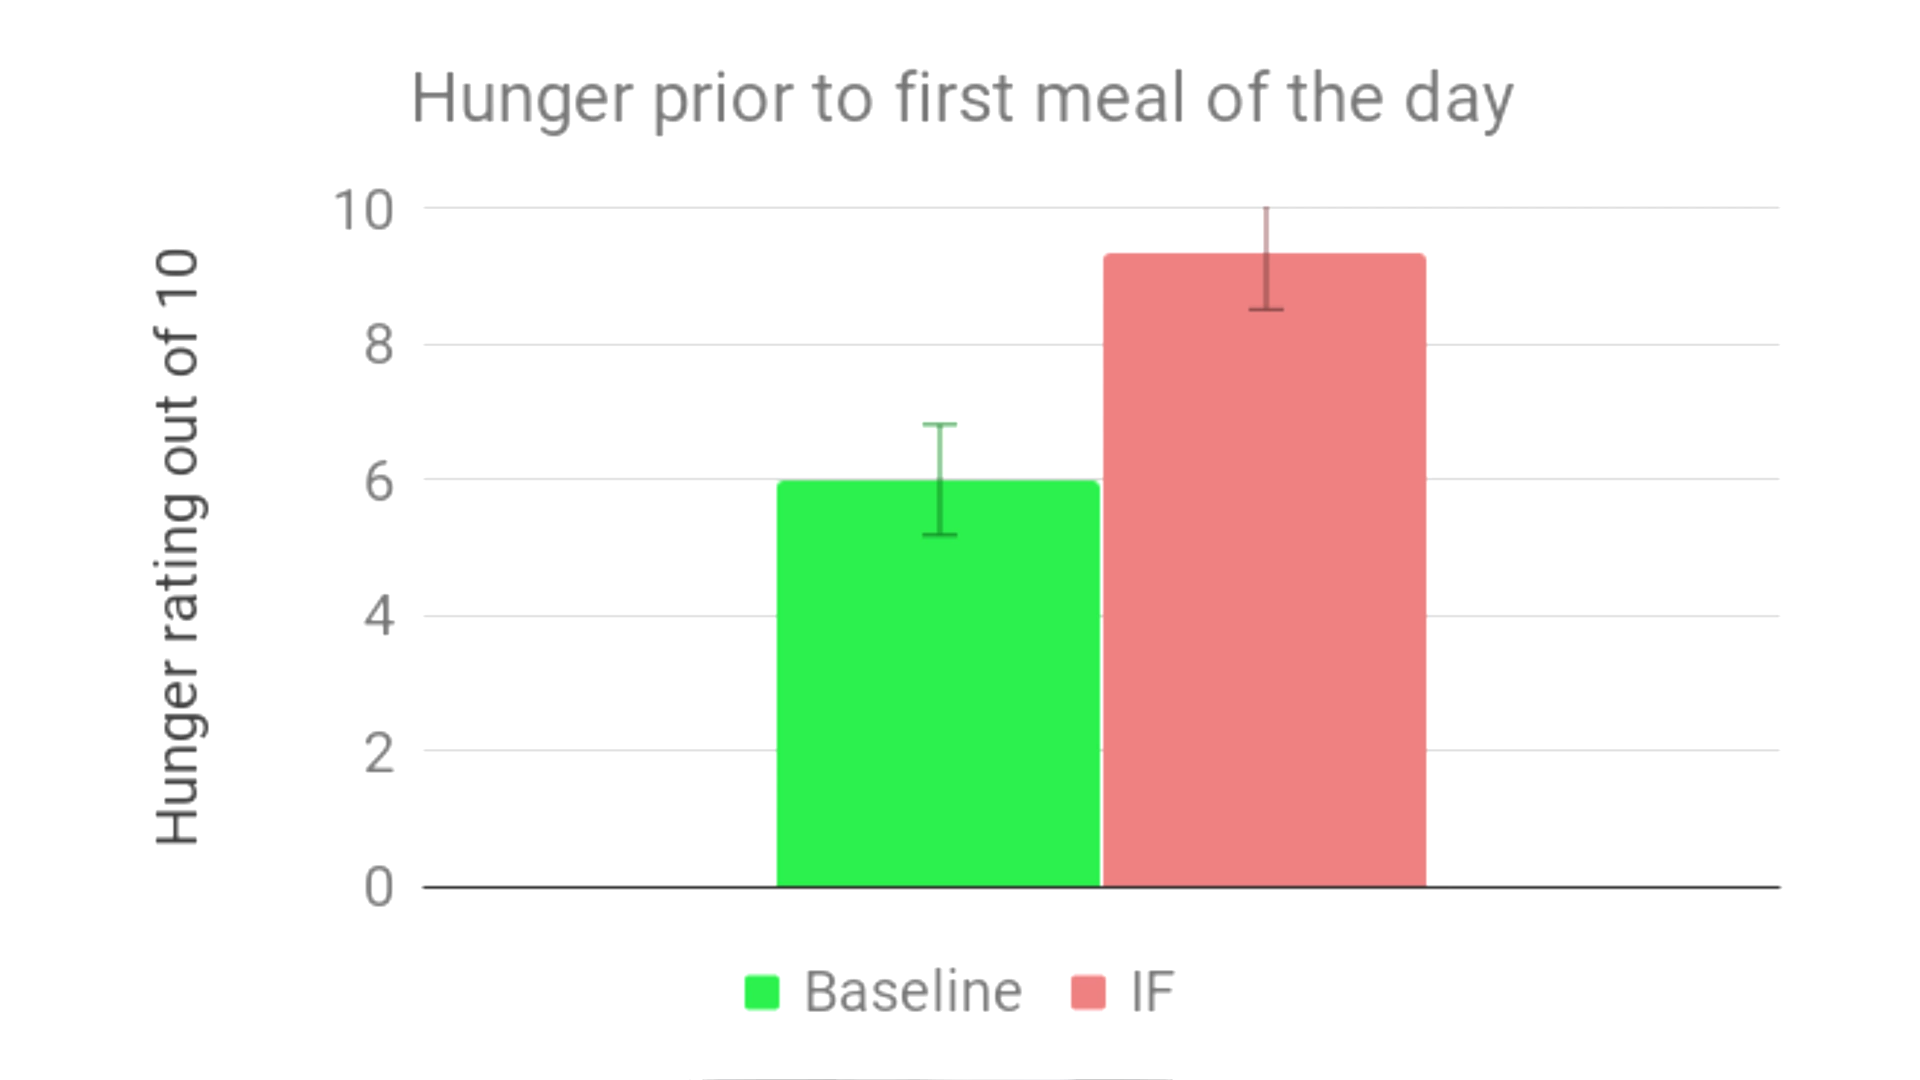 Hunger prior to first meal of the day
Hunger rating out of 10
10
8
6
4
2
0
Baseline
IF